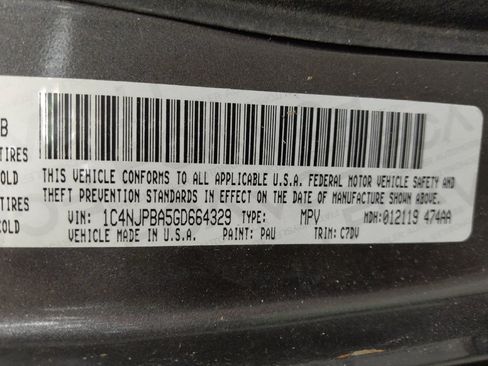 B
TIRES
COLD
TIRES
COLD
THIS VEHICLE CONFORMS TO ALL APPLICABLE U.S.A. FEDERAL MOTOR VEHICLE SAFETY AND
THEFT PREVENTION STANDARDS IN EFFECT ON THE DATE OF MANUFACTURE SHOWN ABOVE.
VIN: 1C4NJPBA5GD664329 TYPE: MPV MDH:012119 474AA
VEHICLE MADE IN U.S.A. PAINT: PAU TRIM: C7DV